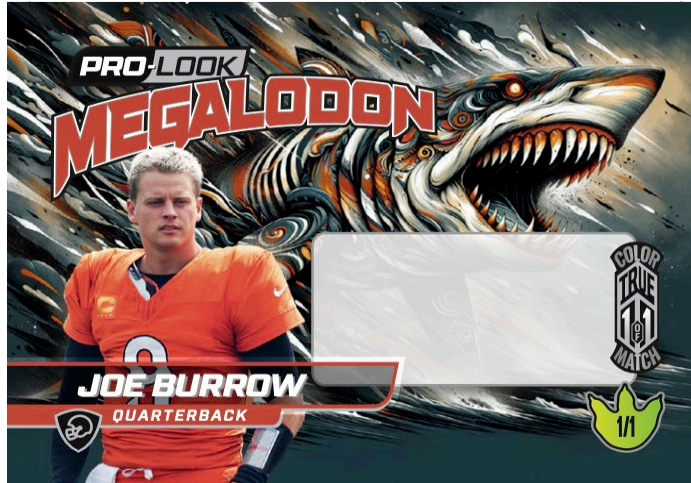 PRO-LOOK
MEGALODON
COLOR
TRUE
1 OF 1
MATCH
JOE BURROW
QUARTERBACK
1/1